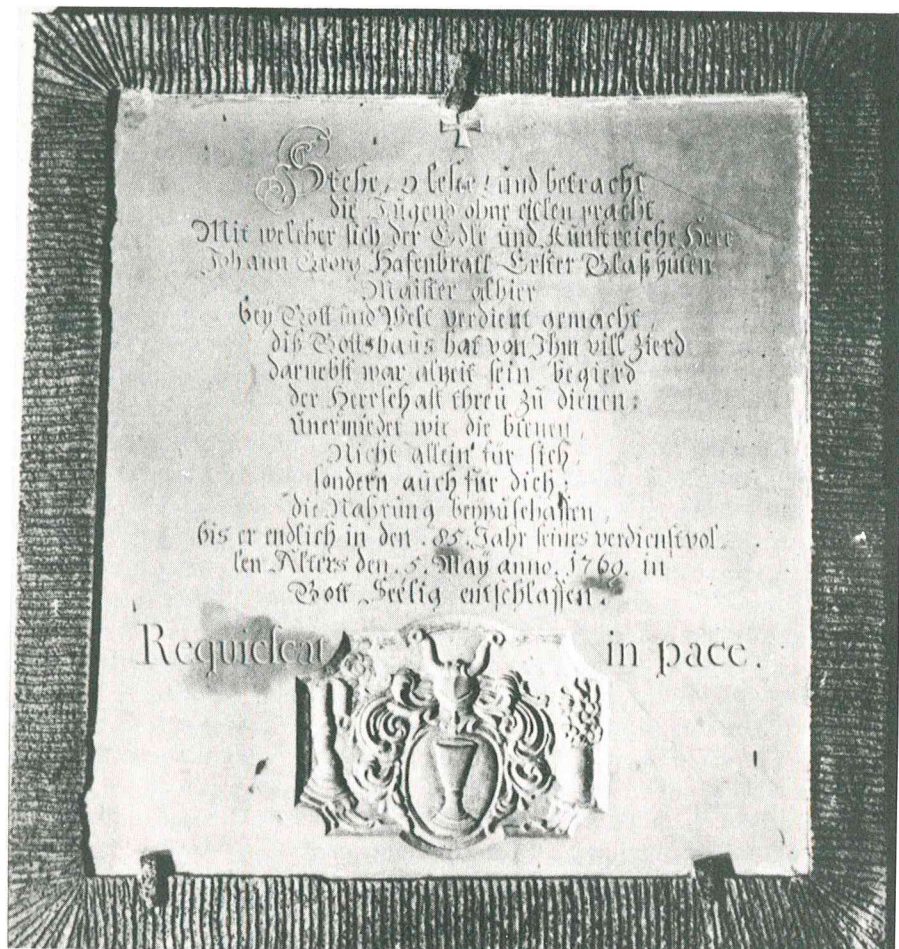 Stehe, O leser! und betracht
die Tugend ohne eitlen pracht
Mit welcher sich der Edle und Kunstreiche Herr
Johann Georg Hafenbrall Erster Glaßhüten
Maister alhier
bey Gott und Welt verdient gemacht,
diß Gottshaus hat von Ihm vill Zierd
darnebst war alzeit sein begierd
der Herrschaft threu zu dienen:
Unermieder wie die bienen,
Nicht allein für sich,
sondern auch für dich;
die Nahrung beyzuschaffen,
bis er endlich in den .85. Jahr seines verdienstvol-
len Alters den .5. May anno. 1769. in
Gott Seelig entschlaffen.
Requiescat in pace.